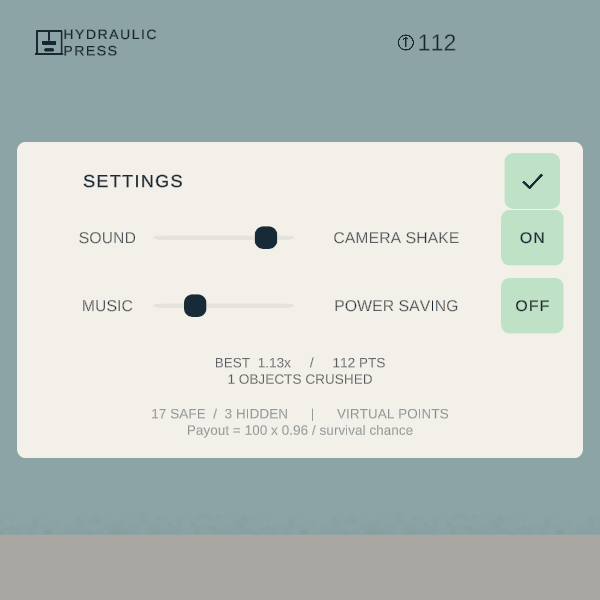 HYDRAULIC
PRESS
112
SETTINGS
SOUND
CAMERA SHAKE
ON
MUSIC
POWER SAVING
OFF
BEST 1.13x / 112 PTS
1 OBJECTS CRUSHED
17 SAFE / 3 HIDDEN | VIRTUAL POINTS
Payout = 100 x 0.96 / survival chance